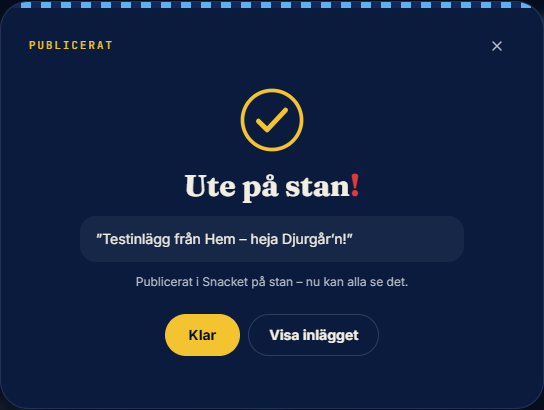 PUBLICERAT
Ute på stan!
”Testinlägg från Hem – heja Djurgår’n!”
Publicerat i Snacket på stan – nu kan alla se det.
Klar
Visa inlägget